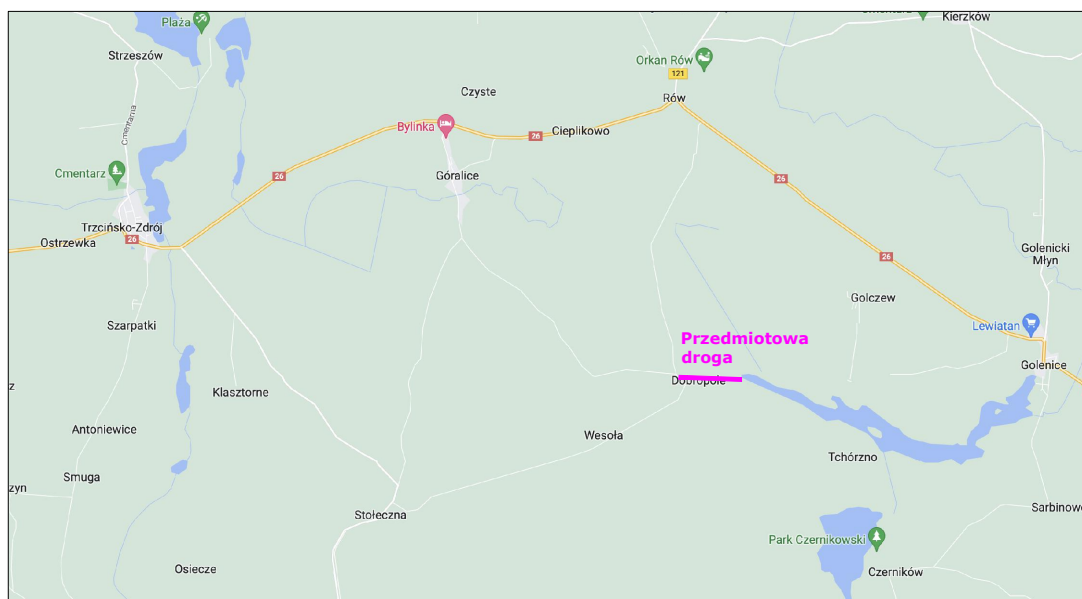 Plaża
Kierzków
Strzeszów
Orkan Rów
121
Czyste
Rów
Cmentarna
Bylinka
26
Cieplikowo
Cmentarz
26
Góralice
26
Trzcińsko-Zdrój
26
Ostrzewka
Golenicki
Młyn
26
Golczew
Szarpatki
Lewiatan
Przedmiotowa
droga
Golenice
Dobropole
Klasztorne
Antoniewice
Wesoła
Tchórzno
Smuga
Stołeczna
Sarbinowo
Park Czernikowski
Osiecze
Czerników